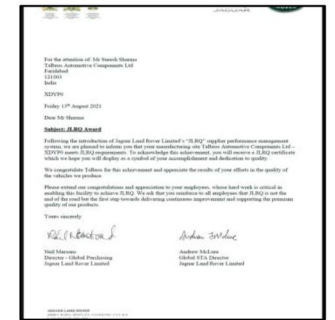 JAGUAR
For the attention of: Mr Suresh Sharma
Talbros Automotive Components Ltd
Faridabad
121003
India
XDVP0
Friday 13th August 2021
Dear Mr Sharma
Subject: JLRQ Award
Following the introduction of Jaguar Land Rover Limited's "JLRQ" supplier performance management
system, we are pleased to inform you that your manufacturing site Talbros Automotive Components Ltd –
XDVP0 meets JLRQ requirements. To acknowledge this achievement, you will receive a JLRQ certificate
which we hope you will display as a symbol of your accomplishment and dedication to quality.
We congratulate Talbros for this achievement and appreciate the results of your efforts in the quality of
the vehicles we produce.
Please extend our congratulations and appreciation to your employees, whose hard work is critical in
enabling this facility to achieve JLRQ. We ask that you reinforce to all employees that JLRQ is not the
end of the road but the first step towards delivering continuous improvement and supporting the premium
quality of our products.
Yours sincerely
Director – Global Purchasing
Jaguar Land Rover Limited
Andrew McLure
Global STA Director
Jaguar Land Rover Limited
JAGUAR LAND ROVER